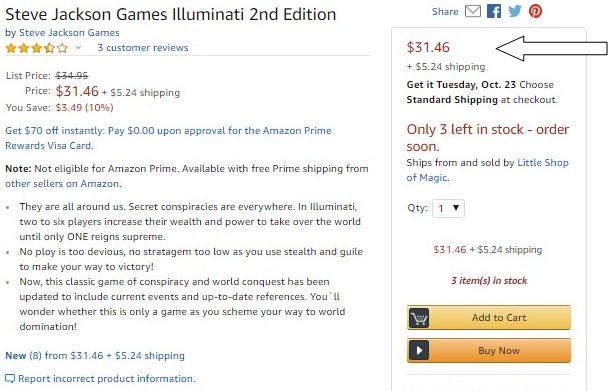 Steve Jackson Games Illuminati 2nd Edition
by Steve Jackson Games
3 customer reviews
List Price: $34.95
Price: $31.46 + $5.24 shipping
You Save: $3.49 (10%)
Get $70 off instantly: Pay $0.00 upon approval for the Amazon Prime
Rewards Visa Card.
Note: Not eligible for Amazon Prime. Available with free Prime shipping from
other sellers on Amazon.
• They are all around us. Secret conspiracies are everywhere. In Illuminati,
two to six players increase their wealth and power to take over the world
until only ONE reigns supreme.
• No ploy is too devious, no stratagem too low as you use stealth and guile
to make your way to victory!
• Now, this classic game of conspiracy and world conquest has been
updated to include current events and up-to-date references. You`ll
wonder whether this is only a game as you scheme your way to world
domination!
New (8) from $31.46 + $5.24 shipping
Report incorrect product information.
Share
$31.46
+ $5.24 shipping
Get it Tuesday, Oct. 23 Choose
Standard Shipping at checkout.
Only 3 left in stock - order
soon.
Ships from and sold by Little Shop
of Magic.
Qty: 1
$31.46 + $5.24 shipping
3 item(s) in stock
Add to Cart
Buy Now